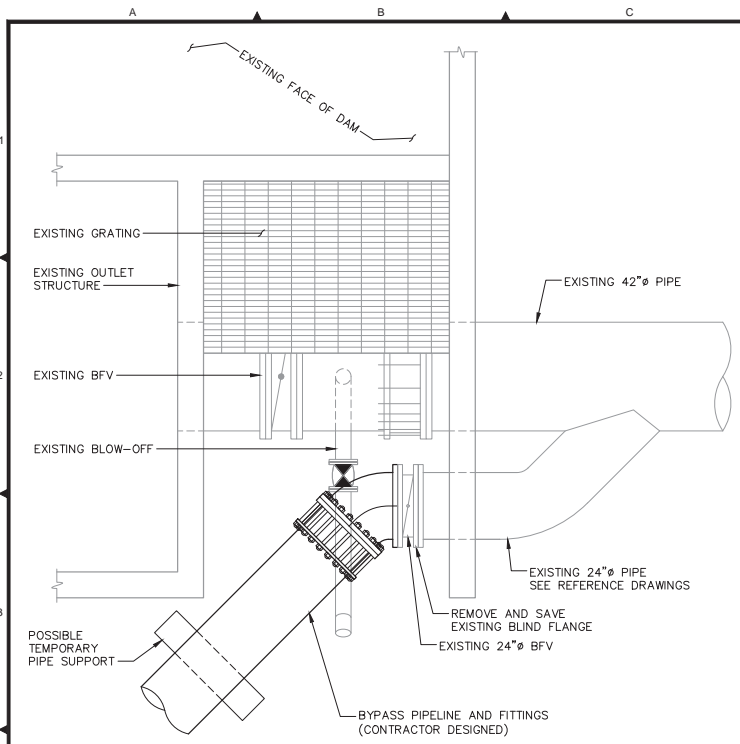 A
B
C
EXISTING FACE OF DAM
1
EXISTING GRATING
EXISTING OUTLET
STRUCTURE
EXISTING 42"ø PIPE
2
EXISTING BFV
EXISTING BLOW-OFF
EXISTING 24"ø PIPE
SEE REFERENCE DRAWINGS
3
REMOVE AND SAVE
EXISTING BLIND FLANGE
POSSIBLE
TEMPORARY
PIPE SUPPORT
EXISTING 24"ø BFV
BYPASS PIPELINE AND FITTINGS
(CONTRACTOR DESIGNED)